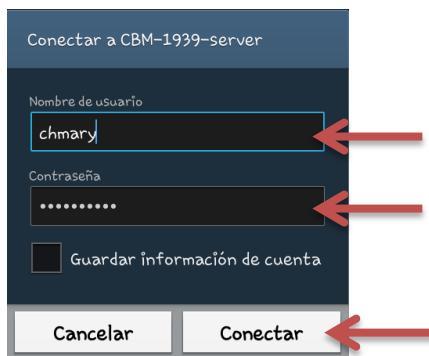 Conectar a CBM-1939-server
Nombre de usuario
chmary
Contraseña
••••••••••
Guardar información de cuenta
Cancelar Conectar